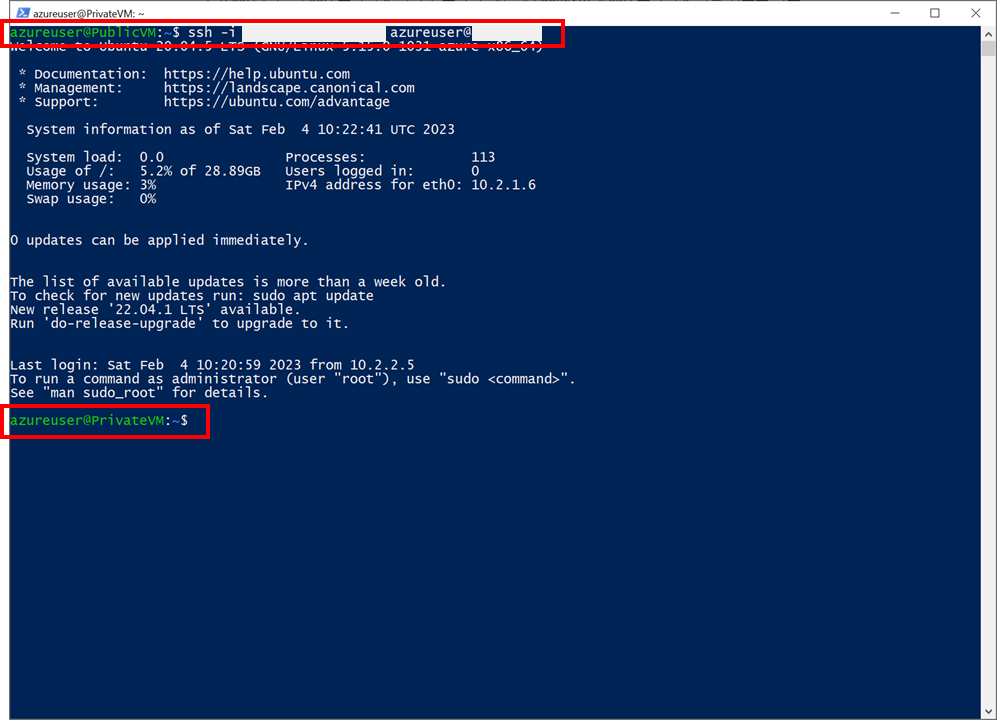 azureuser@PrivateVM: ~
azureuser@PublicVM:~$ ssh -i azureuser@
Welcome to Ubuntu 20.04.5 LTS (GNU/Linux 5.15.0-1031-azure x86_64)
* Documentation: https://help.ubuntu.com
* Management: https://landscape.canonical.com
* Support: https://ubuntu.com/advantage
System information as of Sat Feb 4 10:22:41 UTC 2023
System load: 0.0 Processes: 113
Usage of /: 5.2% of 28.89GB Users logged in: 0
Memory usage: 3% IPv4 address for eth0: 10.2.1.6
Swap usage: 0%
0 updates can be applied immediately.
The list of available updates is more than a week old.
To check for new updates run: sudo apt update
New release '22.04.1 LTS' available.
Run 'do-release-upgrade' to upgrade to it.
Last login: Sat Feb 4 10:20:59 2023 from 10.2.2.5
To run a command as administrator (user "root"), use "sudo <command>".
See "man sudo_root" for details.
azureuser@PrivateVM:~$